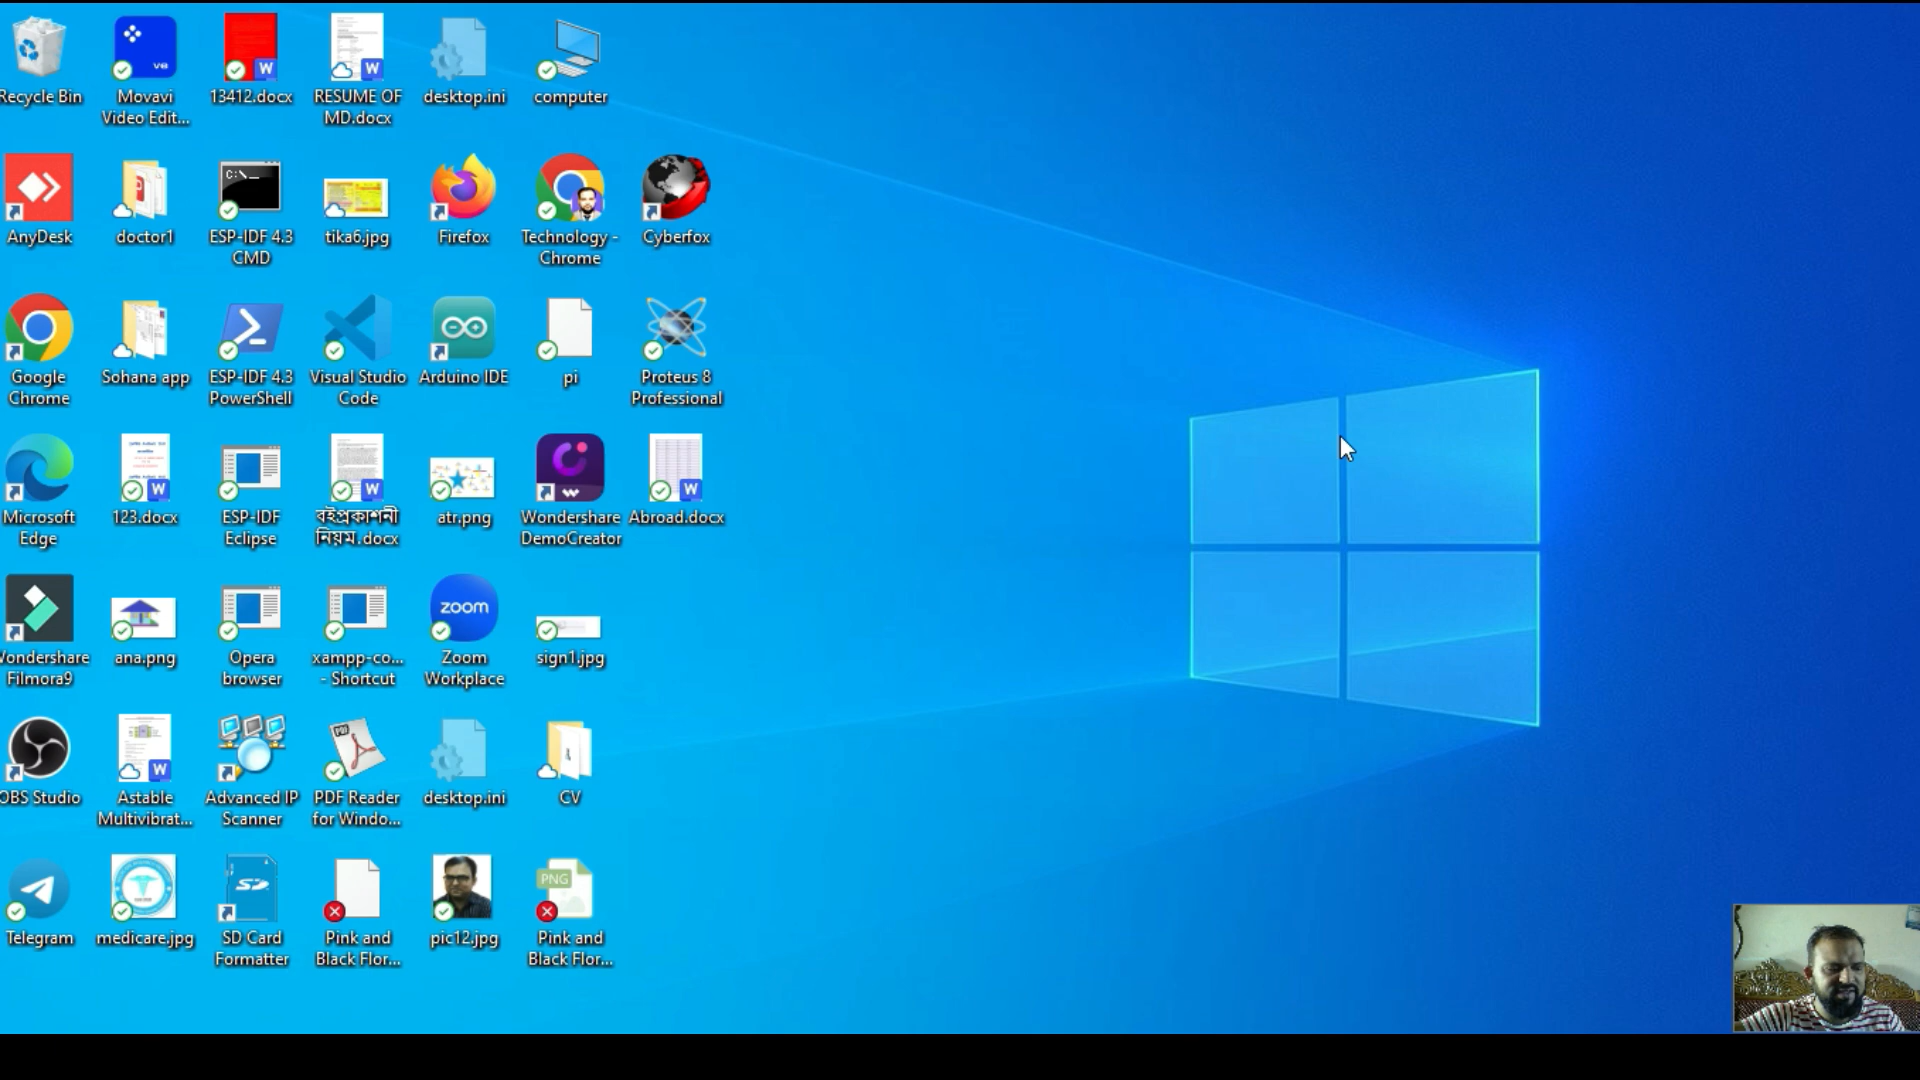 Recycle Bin
Movavi
Video Edit...
13412.docx
RESUME OF
MD.docx
desktop.ini
computer
AnyDesk
doctor1
ESP-IDF 4.3
CMD
tika6.jpg
Firefox
Technology -
Chrome
Cyberfox
Google
Chrome
Sohana app
ESP-IDF 4.3
PowerShell
Visual Studio
Code
Arduino IDE
pi
Proteus 8
Professional
Microsoft
Edge
123.docx
ESP-IDF
Eclipse
বইপ্রকাশনী
নিয়ম.docx
atr.png
Wondershare
DemoCreator
Abroad.docx
Wondershare
Filmora9
ana.png
Opera
browser
xampp-co...
- Shortcut
zoom
Zoom
Workplace
sign1.jpg
OBS Studio
Astable
Multivibrat...
Advanced IP
Scanner
PDF
PDF Reader
for Windo...
desktop.ini
CV
Telegram
medicare.jpg
SD Card
Formatter
Pink and
Black Flor...
pic12.jpg
PNG
Pink and
Black Flor...